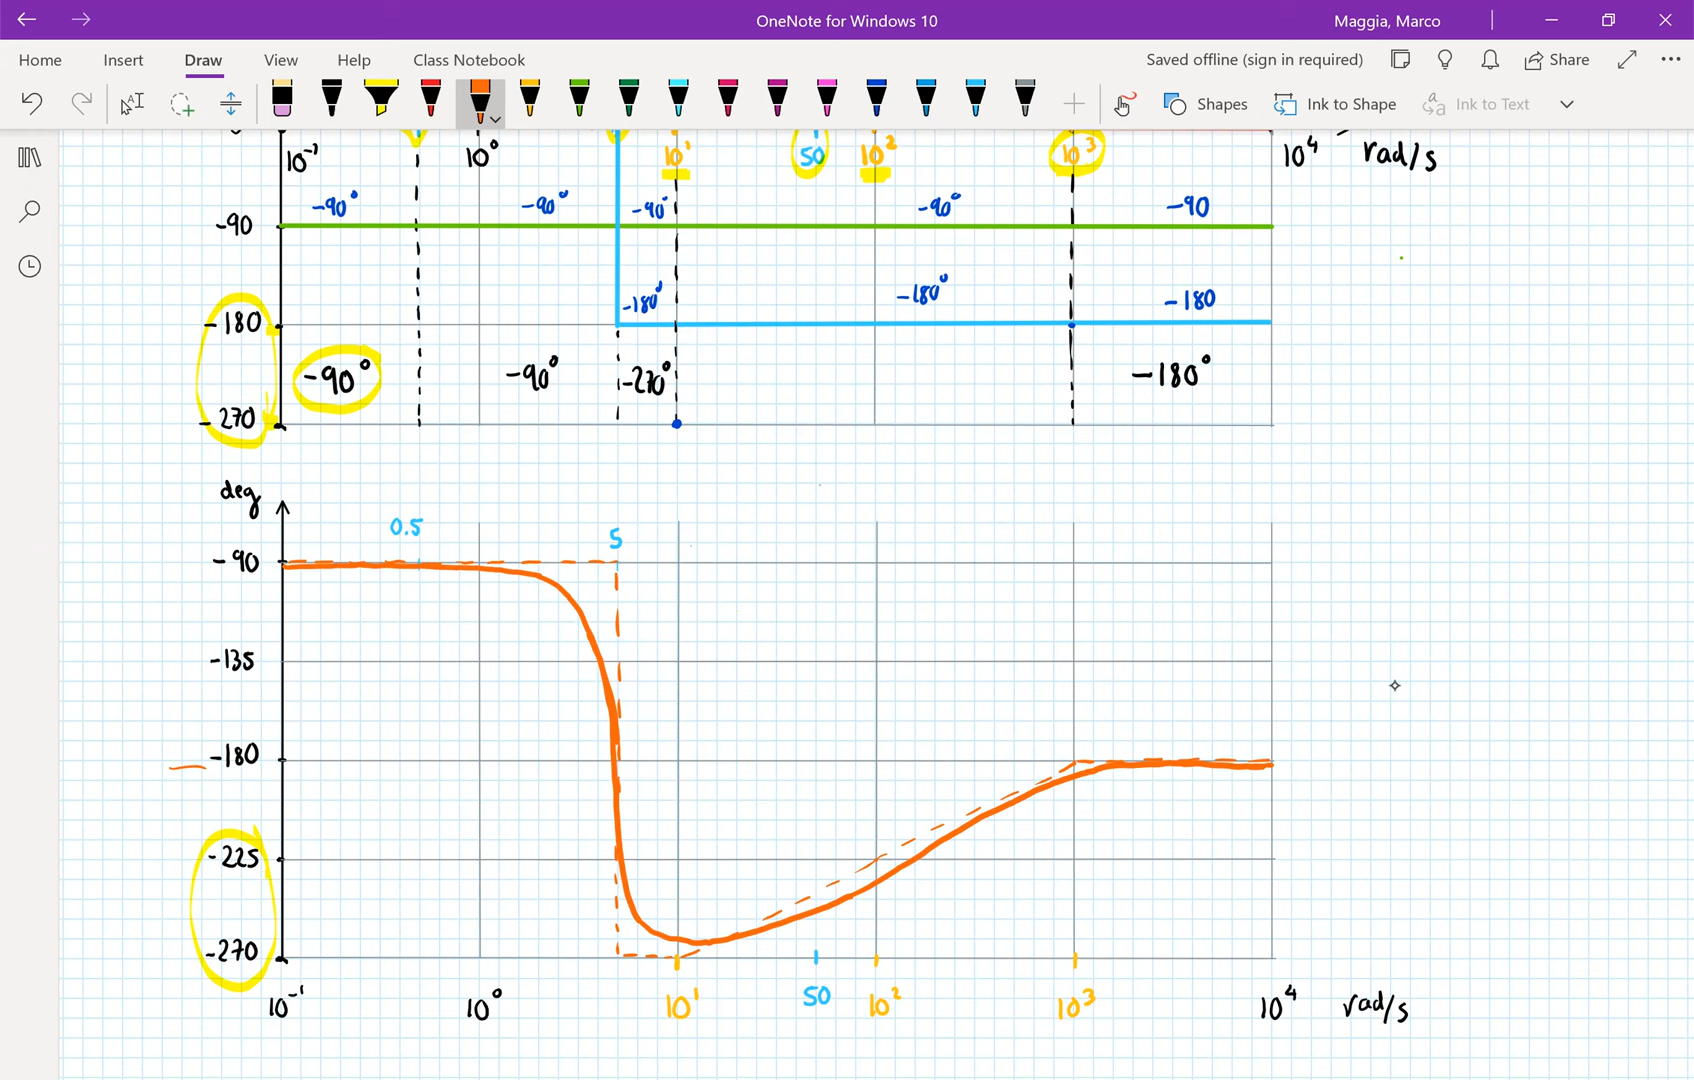 OneNote for Windows 10
Maggia, Marco
Home Insert Draw View Help Class Notebook
Saved offline (sign in required) Share
Shapes Ink to Shape Ink to Text
10⁻¹ 10⁰ 10¹ 50 10² 10³ 10⁴ rad/s
-90° -90° -90° -90° -90
-90
-180° -180° -180
-180
-90° -90° -270° -180°
-270
deg
0.5 5
-90
-135
-180
-225
-270
10⁻¹ 10⁰ 10¹ 50 10² 10³ 10⁴ rad/s